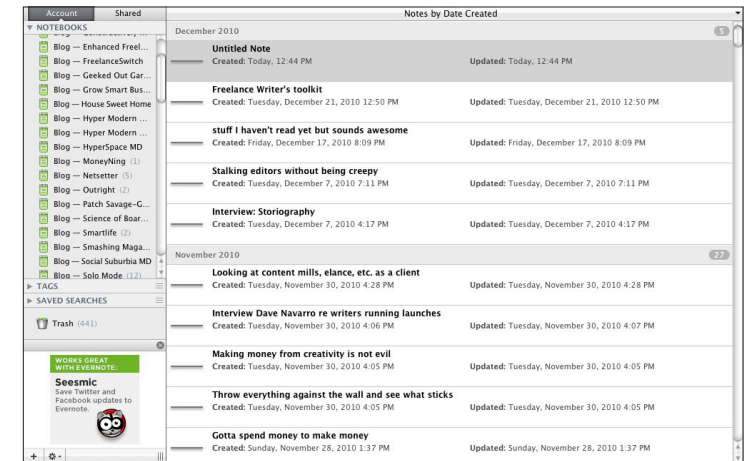 Account Shared
NOTEBOOKS
Blog — Enhanced Freel...
Blog — FreelanceSwitch
Blog — Geeked Out Gar...
Blog — Grow Smart Bus...
Blog — House Sweet Home
Blog — Hyper Modern ...
Blog — Hyper Modern ...
Blog — HyperSpace MD
Blog — MoneyNing (1)
Blog — Netsetter (5)
Blog — Outright (2)
Blog — Patch Savage-G...
Blog — Science of Boar...
Blog — Smartlife (2)
Blog — Smashing Maga...
Blog — Social Suburbia MD
Blog — Solo Mode (12)
TAGS
SAVED SEARCHES
Trash (441)
WORKS GREAT
WITH EVERNOTE:
Seesmic
Save Twitter and
Facebook updates to
Evernote.
Notes by Date Created
December 2010 5
Untitled Note
Created: Today, 12:44 PM Updated: Today, 12:44 PM
Freelance Writer's toolkit
Created: Tuesday, December 21, 2010 12:50 PM Updated: Tuesday, December 21, 2010 12:50 PM
stuff I haven't read yet but sounds awesome
Created: Friday, December 17, 2010 8:09 PM Updated: Friday, December 17, 2010 8:09 PM
Stalking editors without being creepy
Created: Tuesday, December 7, 2010 7:11 PM Updated: Tuesday, December 7, 2010 7:11 PM
Interview: Storiography
Created: Tuesday, December 7, 2010 4:17 PM Updated: Tuesday, December 7, 2010 4:17 PM
November 2010 27
Looking at content mills, elance, etc. as a client
Created: Tuesday, November 30, 2010 4:28 PM Updated: Tuesday, November 30, 2010 4:28 PM
Interview Dave Navarro re writers running launches
Created: Tuesday, November 30, 2010 4:06 PM Updated: Tuesday, November 30, 2010 4:07 PM
Making money from creativity is not evil
Created: Tuesday, November 30, 2010 4:05 PM Updated: Tuesday, November 30, 2010 4:05 PM
Throw everything against the wall and see what sticks
Created: Tuesday, November 30, 2010 4:05 PM Updated: Tuesday, November 30, 2010 4:05 PM
Gotta spend money to make money
Created: Sunday, November 28, 2010 1:37 PM Updated: Sunday, November 28, 2010 1:37 PM